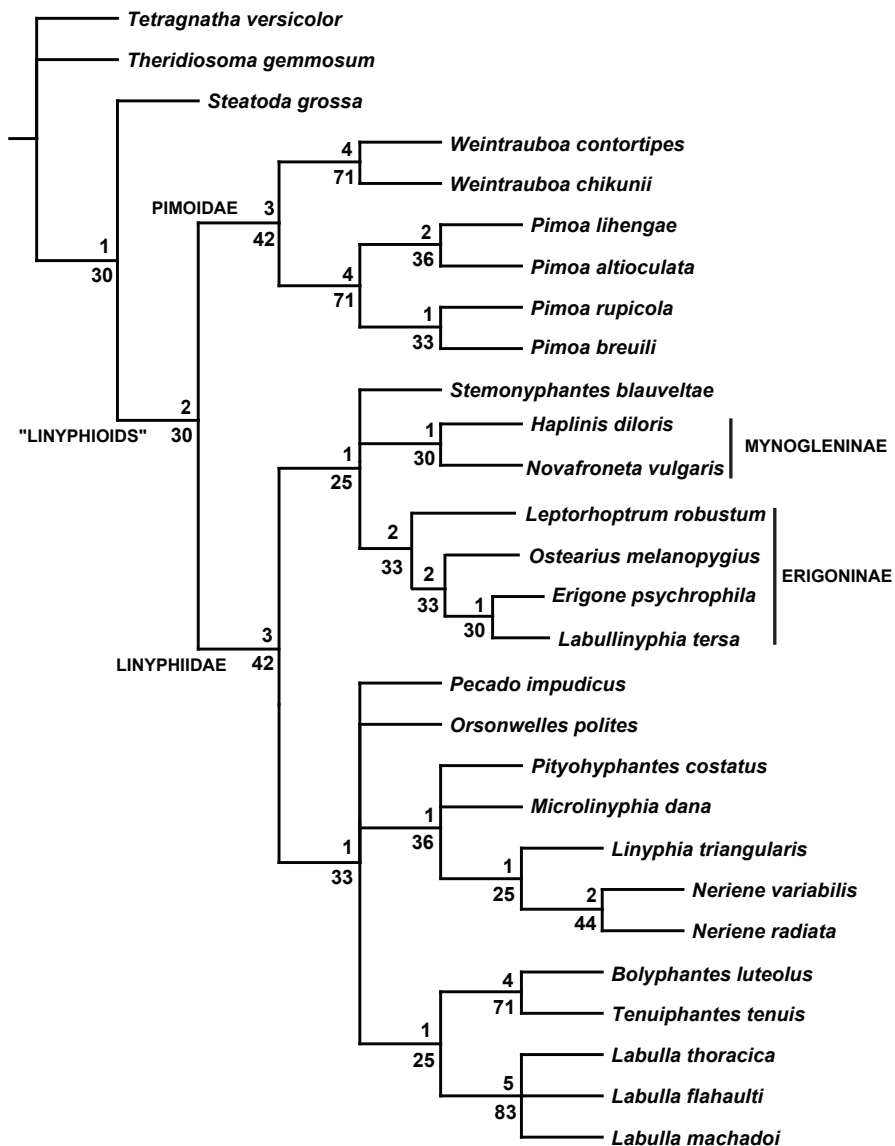 Tetragnatha versicolor
Theridiosoma gemmosum
Steatoda grossa
4
Weintrauboa contortipes
71
Weintrauboa chikunii
PIMOIDAE
3
42
2
Pimoa lihengae
36
Pimoa altioculata
1
30
4
71
1
Pimoa rupicola
33
Pimoa breuili
Stemonyphantes blauveltae
2
"LINYPHIOIDS"
30
1
Haplinis diloris
30
Novafroneta vulgaris
MYNOGLENINAE
1
25
Leptorhoptrum robustum
2
33
Ostearius melanopygius
2
33
ERIGONINAE
1
Erigone psychrophila
30
Labullinyphia tersa
3
LINYPHIIDAE
42
Pecado impudicus
Orsonwelles polites
Pityohyphantes costatus
1
Microlinyphia dana
36
1
33
Linyphia triangularis
1
25
2
Neriene variabilis
44
Neriene radiata
4
Bolyphantes luteolus
71
Tenuiphantes tenuis
1
25
Labulla thoracica
5
Labulla flahaulti
83
Labulla machadoi